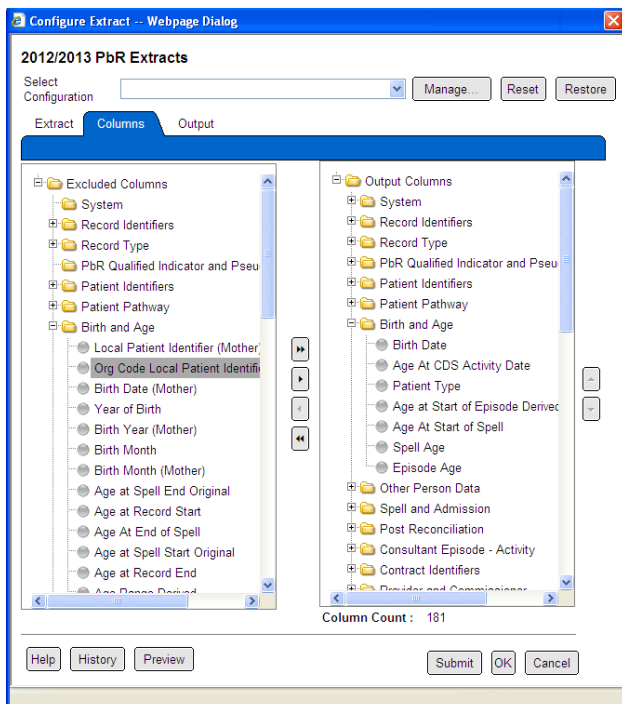 Configure Extract -- Webpage Dialog
2012/2013 PbR Extracts
Select
Configuration
Manage...
Reset
Restore
Extract
Columns
Output
Excluded Columns
System
Record Identifiers
Record Type
PbR Qualified Indicator and Pseu
Patient Identifiers
Patient Pathway
Birth and Age
Local Patient Identifier (Mother)
Org Code Local Patient Identifi
Birth Date (Mother)
Year of Birth
Birth Year (Mother)
Birth Month
Birth Month (Mother)
Age at Spell End Original
Age at Record Start
Age At End of Spell
Age at Spell Start Original
Age at Record End
Age Range Derived
Output Columns
System
Record Identifiers
Record Type
PbR Qualified Indicator and Pseu
Patient Identifiers
Patient Pathway
Birth and Age
Birth Date
Age At CDS Activity Date
Patient Type
Age at Start of Episode Derived
Age At Start of Spell
Spell Age
Episode Age
Other Person Data
Spell and Admission
Post Reconciliation
Consultant Episode - Activity
Contract Identifiers
Provider and Commissioner
Column Count : 181
Help
History
Preview
Submit
OK
Cancel